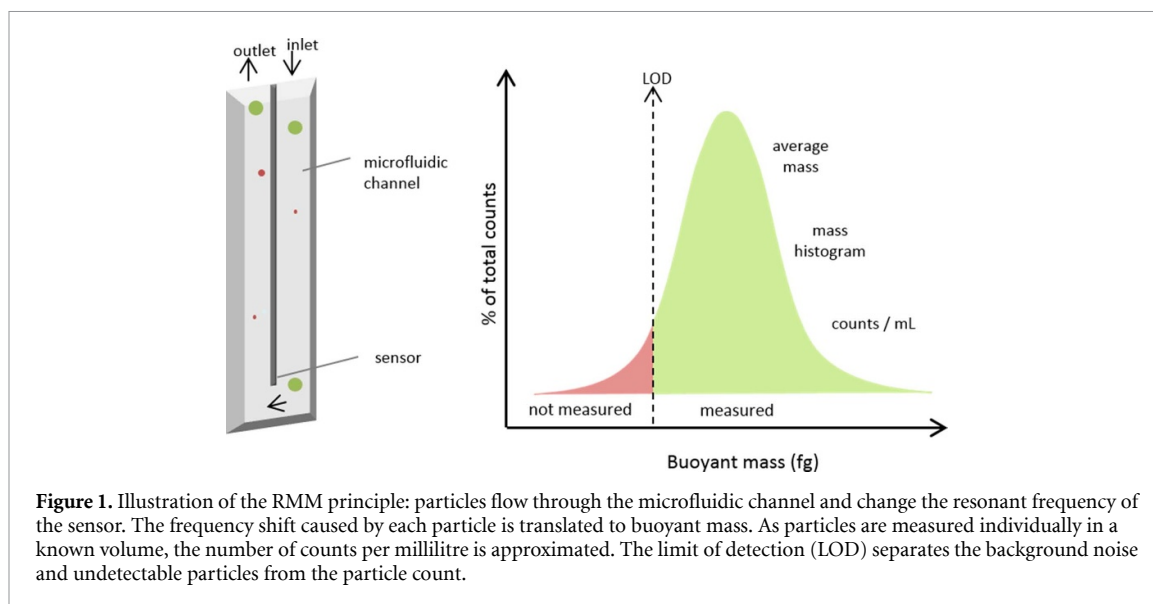 outlet
inlet
microfluidic
channel
sensor
LOD
% of total counts
average
mass
mass
histogram
counts / mL
not measured
measured
Buoyant mass (fg)
Figure 1. Illustration of the RMM principle: particles flow through the microfluidic channel and change the resonant frequency of
the sensor. The frequency shift caused by each particle is translated to buoyant mass. As particles are measured individually in a
known volume, the number of counts per millilitre is approximated. The limit of detection (LOD) separates the background noise
and undetectable particles from the particle count.